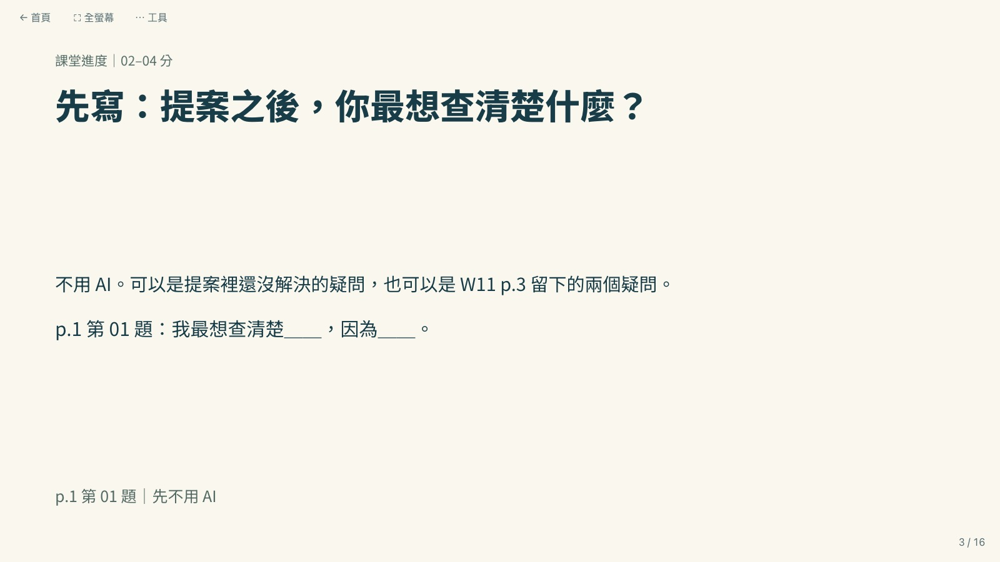 ← 首頁 ⛶ 全螢幕 ⋯ 工具
課堂進度｜02–04 分
先寫：提案之後，你最想查清楚什麼？
不用 AI。可以是提案裡還沒解決的疑問，也可以是 W11 p.3 留下的兩個疑問。
p.1 第 01 題：我最想查清楚____，因為____。
p.1 第 01 題｜先不用 AI
3 / 16